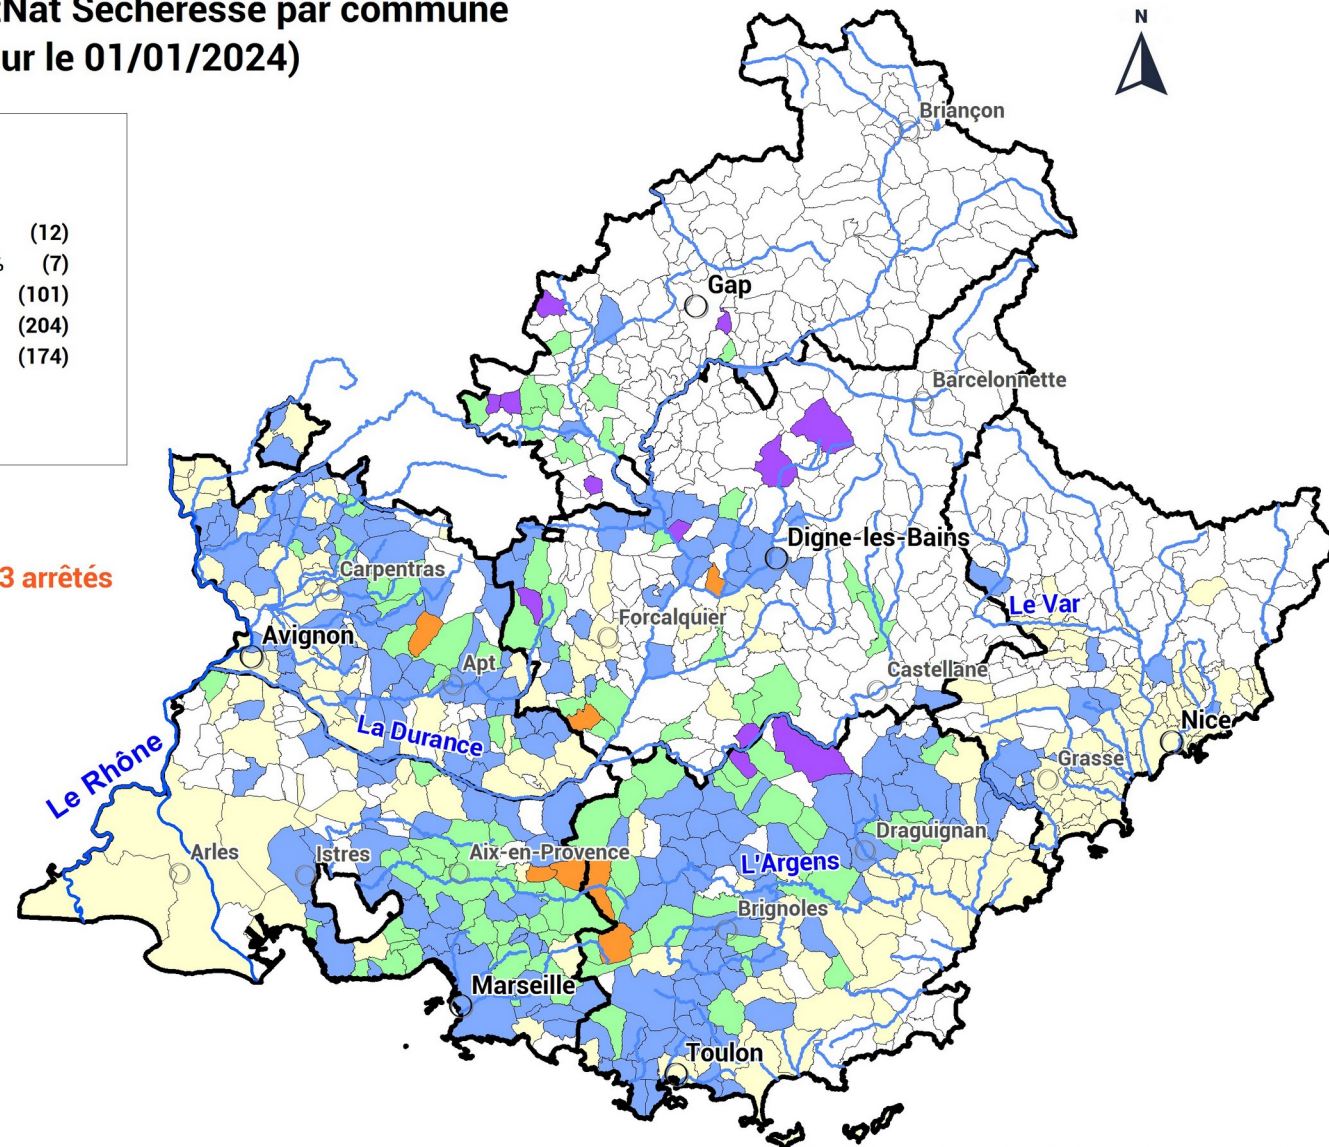 Nat Sécheresse par commune
ur le 01/01/2024)
N
(12)
% (7)
(101)
(204)
(174)
3 arrêtés
Briançon
Gap
Barcelonnette
Digne-les-Bains
Carpentras
Le Var
Forcalquier
Avignon
Apt
Castellane
La Durance
Nice
Le Rhône
Grasse
Draguignan
Arles
Istres
Aix-en-Provence
L'Argens
Brignoles
Marseille
Toulon